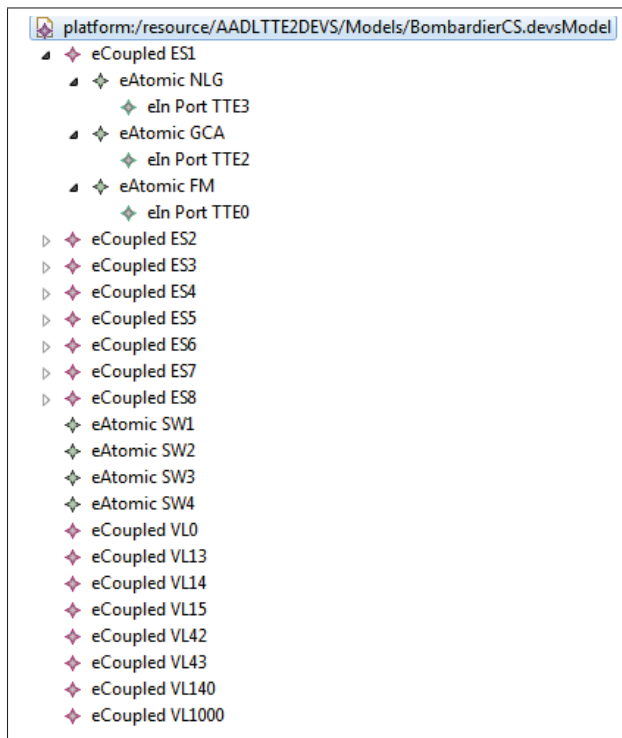 platform:/resource/AADLTTE2DEVS/Models/BombardierCS.devsModel
eCoupled ES1
eAtomic NLG
eIn Port TTE3
eAtomic GCA
eIn Port TTE2
eAtomic FM
eIn Port TTE0
eCoupled ES2
eCoupled ES3
eCoupled ES4
eCoupled ES5
eCoupled ES6
eCoupled ES7
eCoupled ES8
eAtomic SW1
eAtomic SW2
eAtomic SW3
eAtomic SW4
eCoupled VL0
eCoupled VL13
eCoupled VL14
eCoupled VL15
eCoupled VL42
eCoupled VL43
eCoupled VL140
eCoupled VL1000